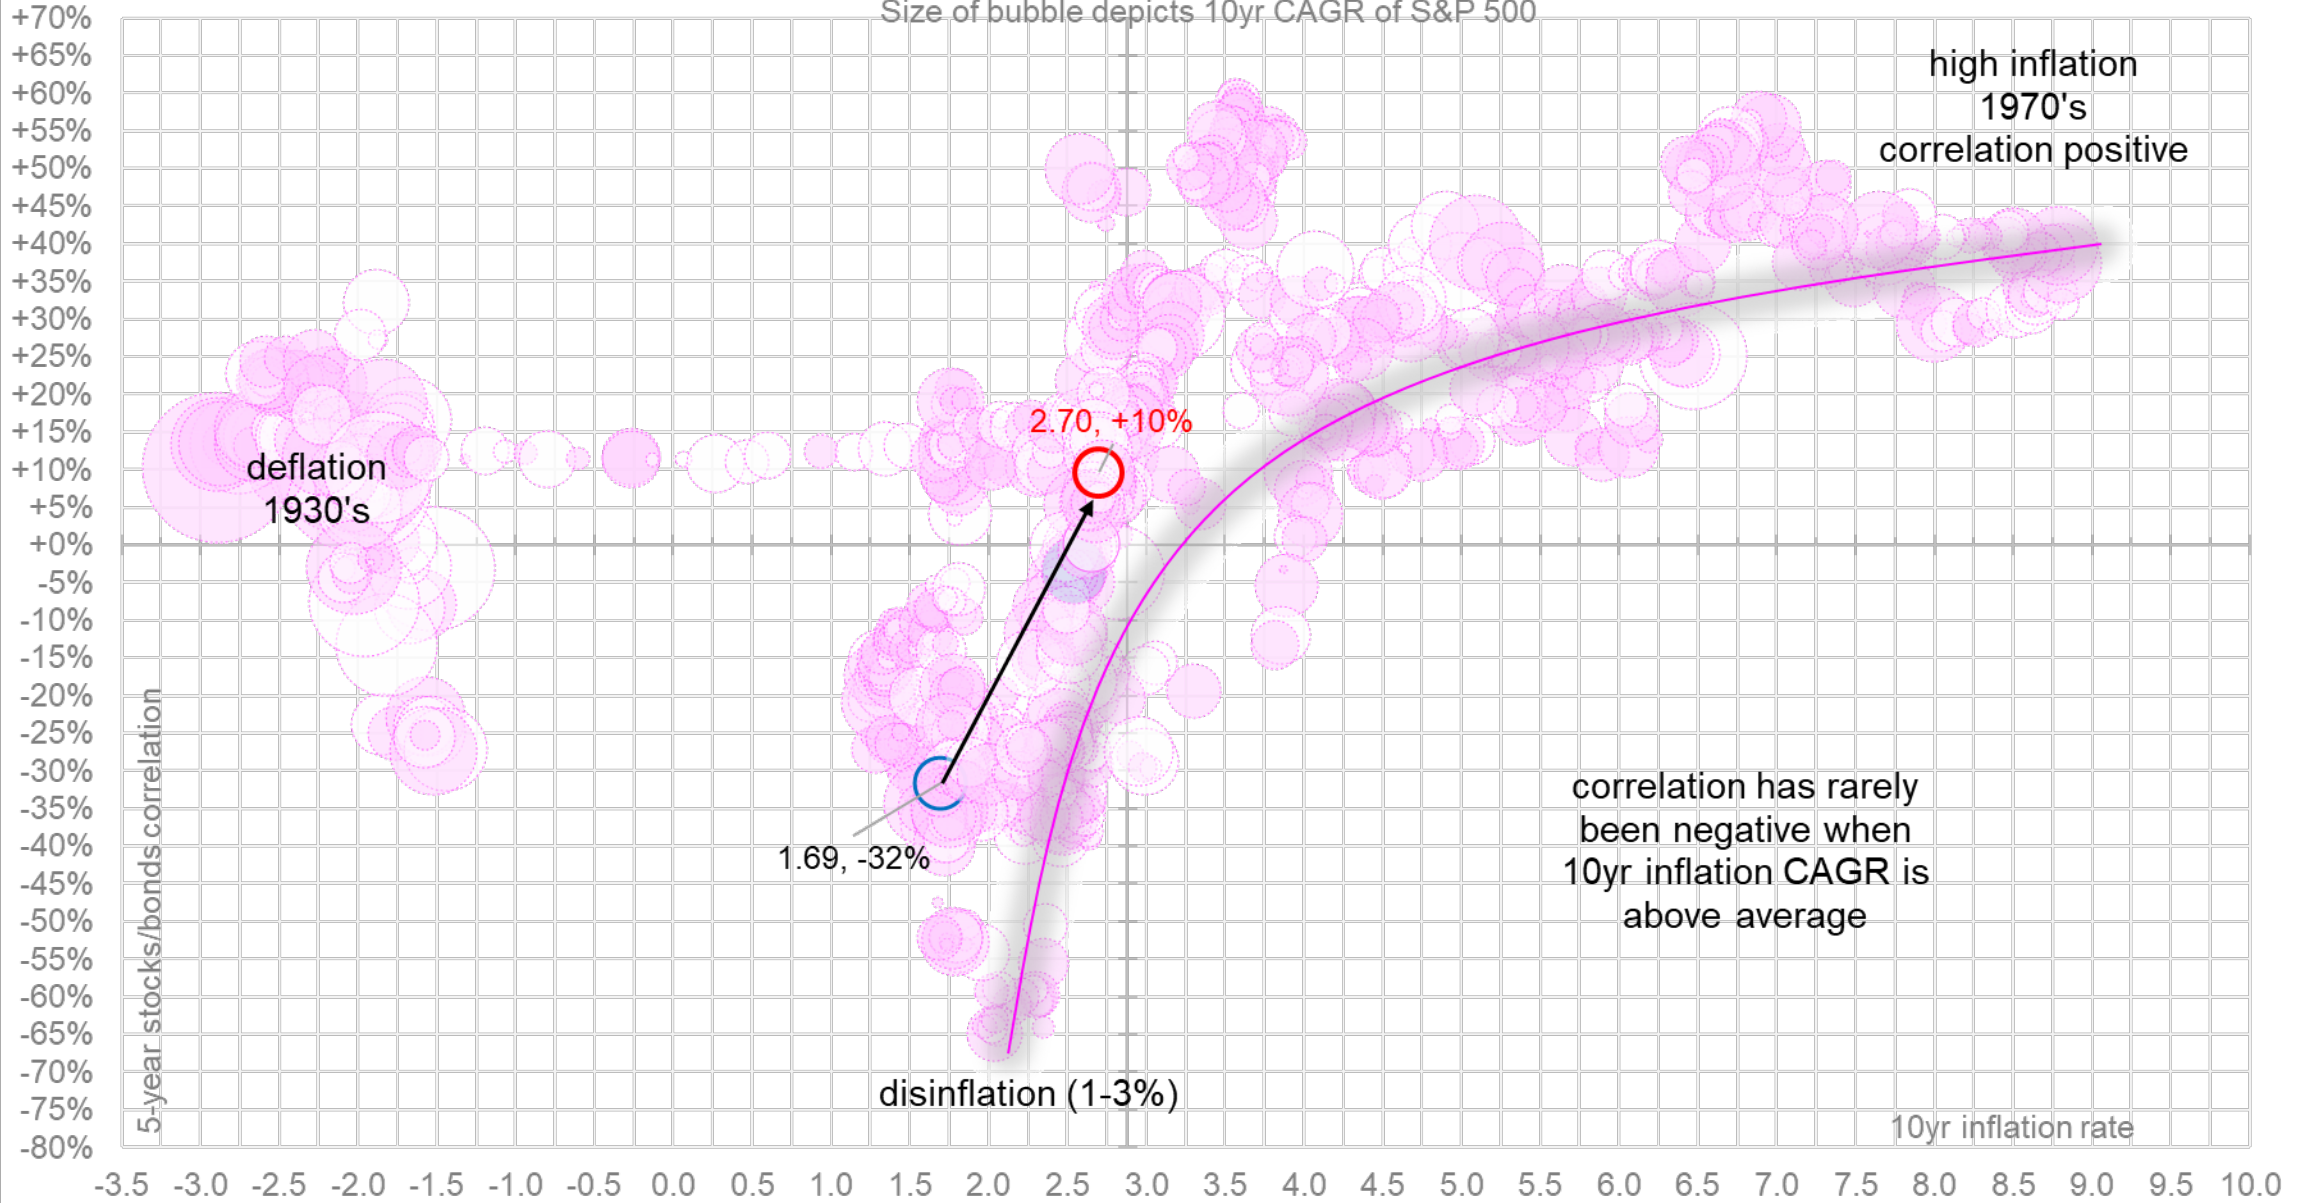 Size of bubble depicts 10yr CAGR of S&P 500
+70%
+65%
+60%
+55%
+50%
+45%
+40%
+35%
+30%
+25%
+20%
+15%
+10%
+5%
+0%
-5%
-10%
-15%
-20%
-25%
-30%
-35%
-40%
-45%
-50%
-55%
-60%
-65%
-70%
-75%
-80%
5-year stocks/bonds correlation
high inflation
1970's
correlation positive
deflation
1930's
2.70, +10%
1.69, -32%
correlation has rarely
been negative when
10yr inflation CAGR is
above average
disinflation (1-3%)
10yr inflation rate
-3.5 -3.0 -2.5 -2.0 -1.5 -1.0 -0.5 0.0 0.5 1.0 1.5 2.0 2.5 3.0 3.5 4.0 4.5 5.0 5.5 6.0 6.5 7.0 7.5 8.0 8.5 9.0 9.5 10.0